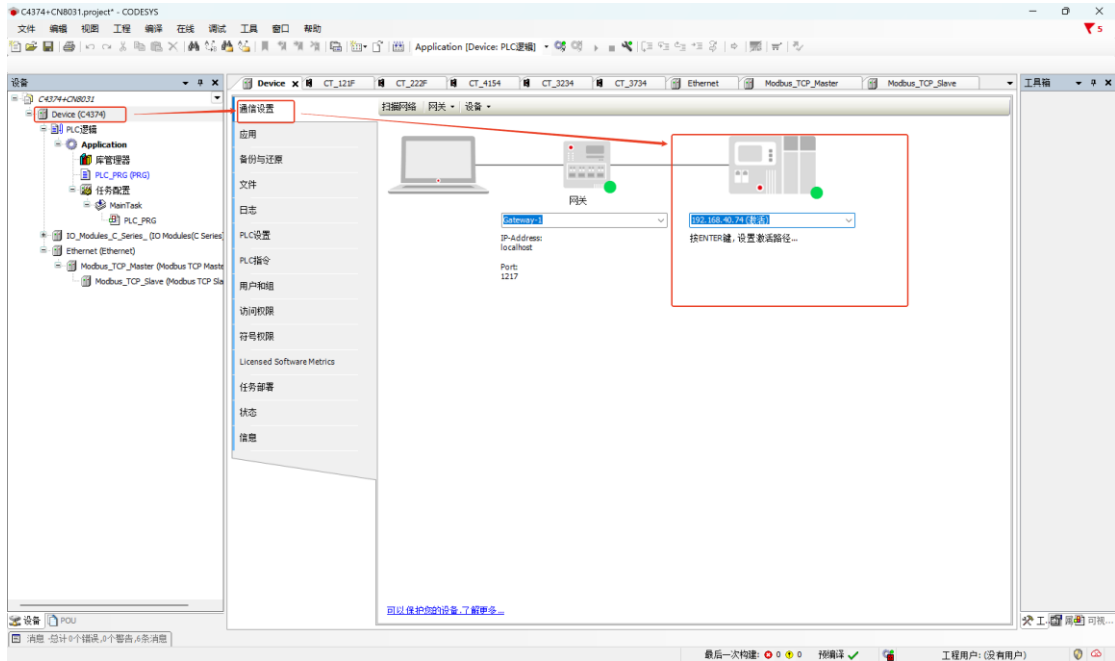 C4374+CN8031.project* - CODESYS
文件 编辑 视图 工程 编译 在线 调试 工具 窗口 帮助
5
Application [Device: PLC逻辑]
设备
Device CT_121F CT_222F CT_4154 CT_3234 CT_3734 Ethernet Modbus_TCP_Master Modbus_TCP_Slave
工具箱
C4374+CN8031
Device (C4374)
PLC逻辑
Application
库管理器
PLC_PRG (PRG)
任务配置
MainTask
PLC_PRG
IO_Modules_C_Series_ (IO Modules(C Series
Ethernet (Ethernet)
Modbus_TCP_Master (Modbus TCP Maste
Modbus_TCP_Slave (Modbus TCP Sla
通信设置
应用
备份与还原
文件
日志
PLC设置
PLC指令
用户和组
访问权限
符号权限
Licensed Software Metrics
任务部署
状态
信息
扫描网络 网关 设备
网关
Gateway-1
IP-Address:
localhost
Port:
1217
192.168.40.74 (激活)
按ENTER键, 设置激活路径...
可以保护您的设备.了解更多...
设备 POU
工. 属 可视...
消息 -总计0个错误,0个警告,6条消息
最后一次构建: 0 0 预编译 工程用户: (没有用户)